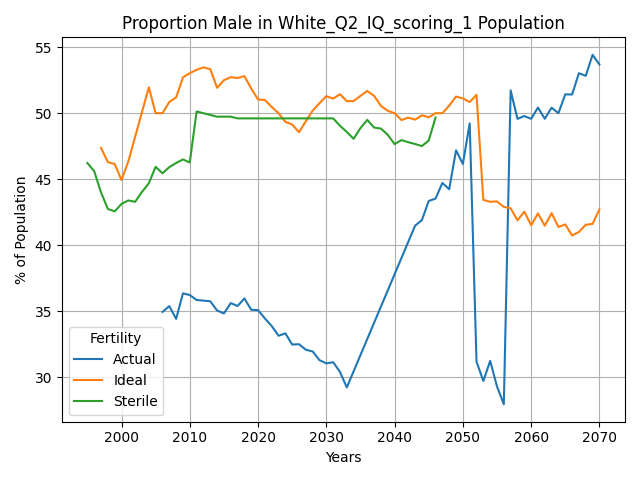 Proportion Male in White_Q2_IQ_scoring_1 Population
% of Population
55
50
45
40
35
30
Fertility
Actual
Ideal
Sterile
2000 2010 2020 2030 2040 2050 2060 2070
Years